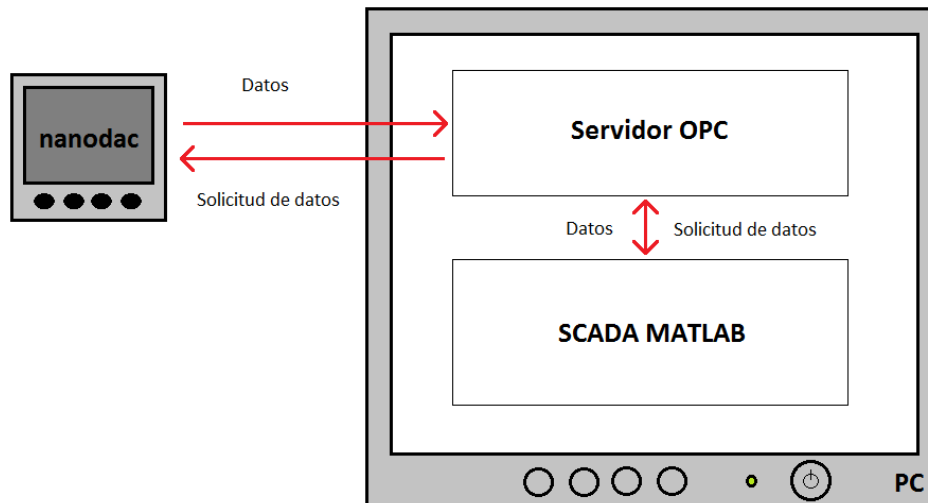 Datos
nanodac
Solicitud de datos
Servidor OPC
Datos
Solicitud de datos
SCADA MATLAB
PC